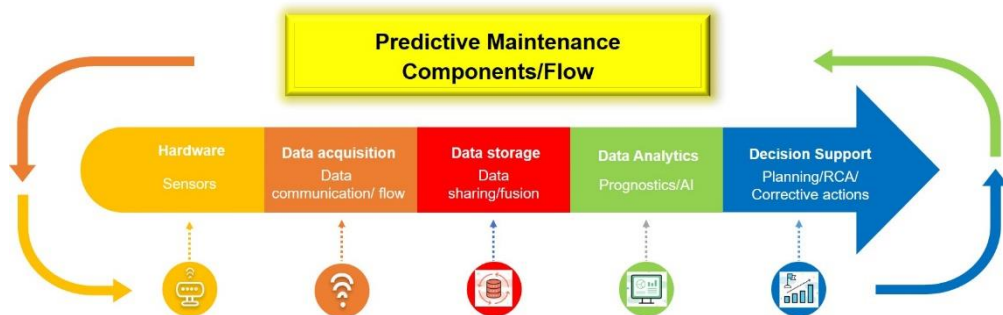 Predictive Maintenance
Components/Flow
Hardware
Sensors
Data acquisition
Data
communication/ flow
Data storage
Data
sharing/fusion
Data Analytics
Prognostics/AI
Decision Support
Planning/RCA/
Corrective actions